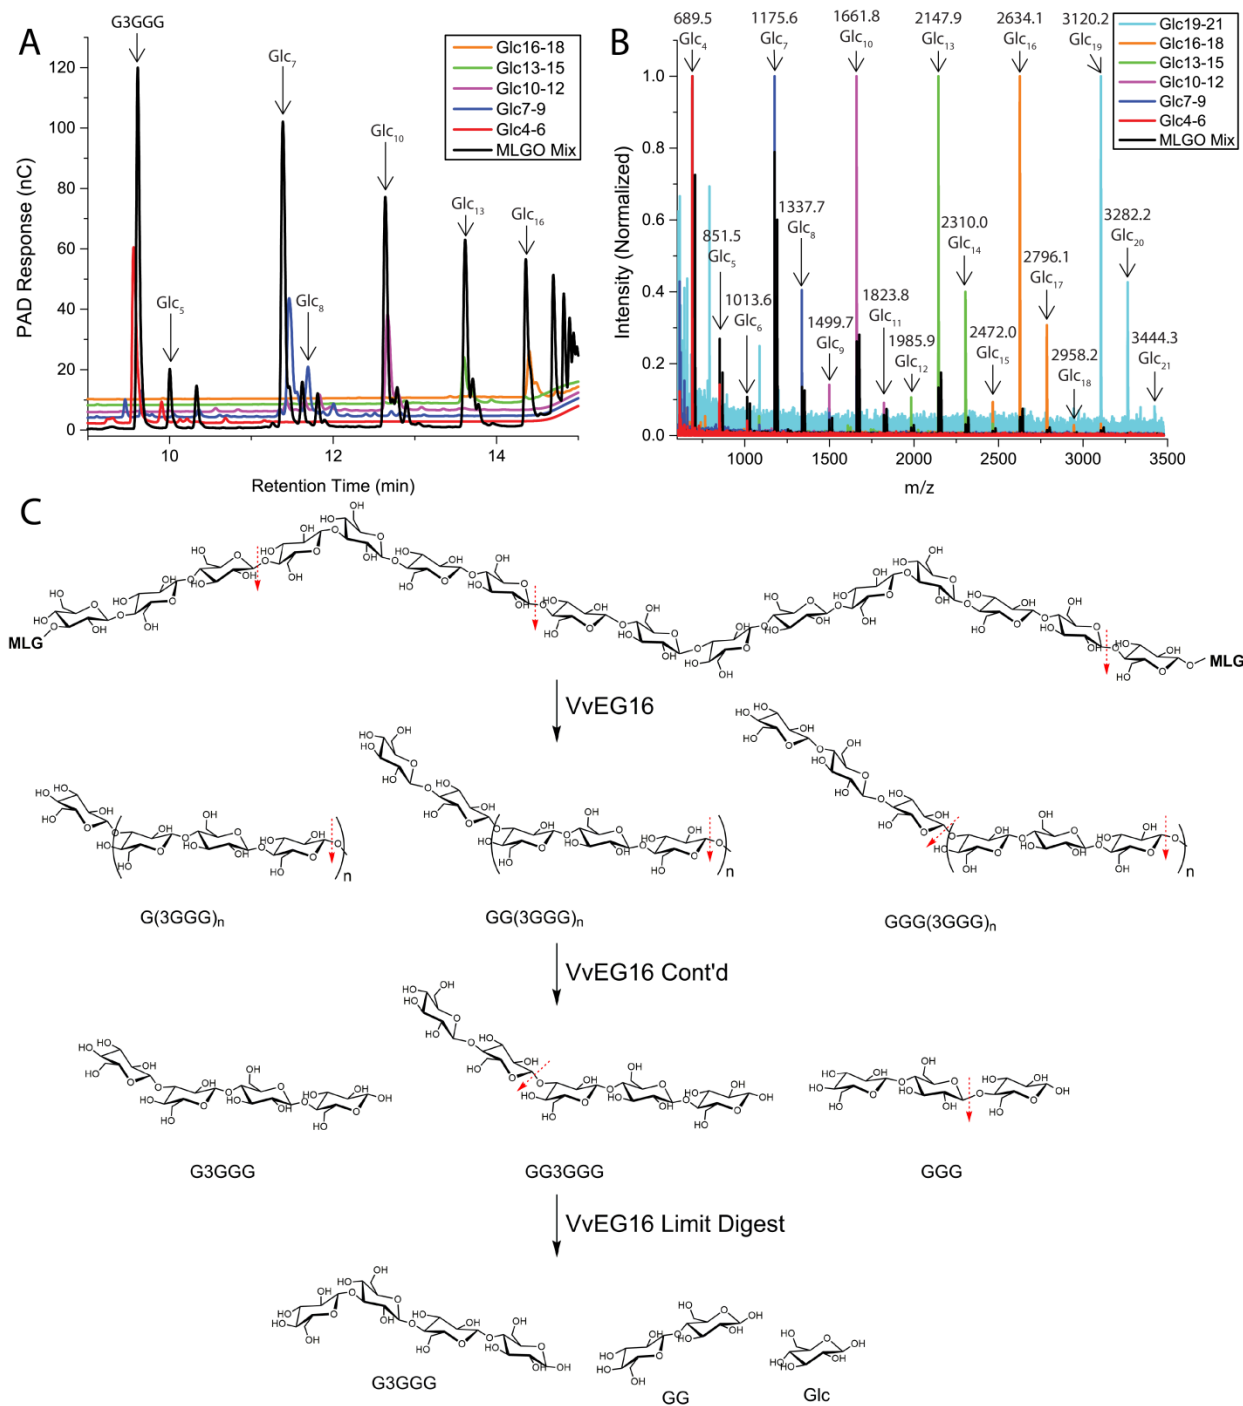 A
G3GGG
Glc7
Glc10
Glc13
Glc16
Glc5
Glc8
Glc16-18
Glc13-15
Glc10-12
Glc7-9
Glc4-6
MLGO Mix
PAD Response (nC)
120
100
80
60
40
20
0
10
12
14
Retention Time (min)
B
689.5
Glc4
1175.6
Glc7
1661.8
Glc10
2147.9
Glc13
2634.1
Glc16
3120.2
Glc19
Glc19-21
Glc16-18
Glc13-15
Glc10-12
Glc7-9
Glc4-6
MLGO Mix
851.5
Glc5
1337.7
Glc8
1013.6
Glc6
1499.7
Glc9
1823.8
Glc11
1985.9
Glc12
2310.0
Glc14
2472.0
Glc15
2796.1
Glc17
2958.2
Glc18
3282.2
Glc20
3444.3
Glc21
Intensity (Normalized)
1.0
0.8
0.6
0.4
0.2
0.0
1000
1500
2000
2500
3000
3500
m/z
C
MLG
MLG
VvEG16
n
n
n
G(3GGG)n
GG(3GGG)n
GGG(3GGG)n
VvEG16 Cont'd
G3GGG
GG3GGG
GGG
VvEG16 Limit Digest
G3GGG
GG
Glc